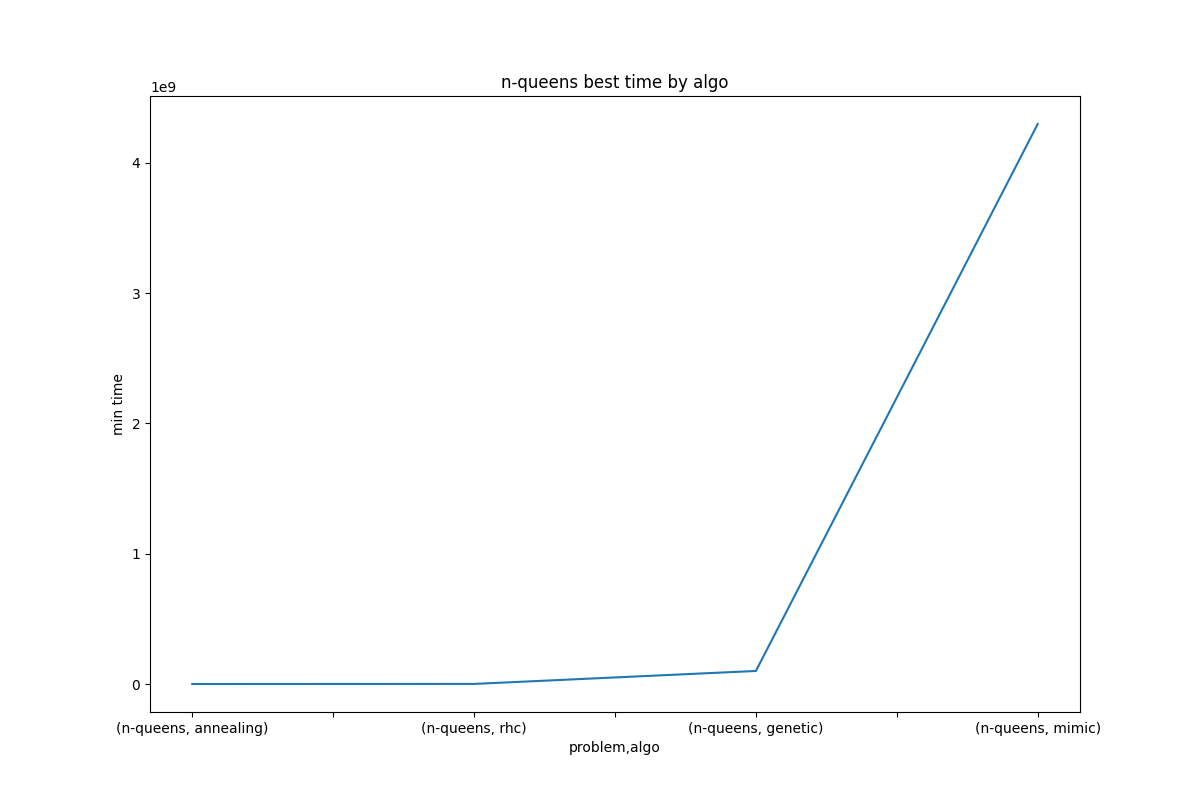 n-queens best time by algo
1e9
4
3
2
1
0
min time
(n-queens, annealing) (n-queens, rhc) (n-queens, genetic) (n-queens, mimic)
problem,algo